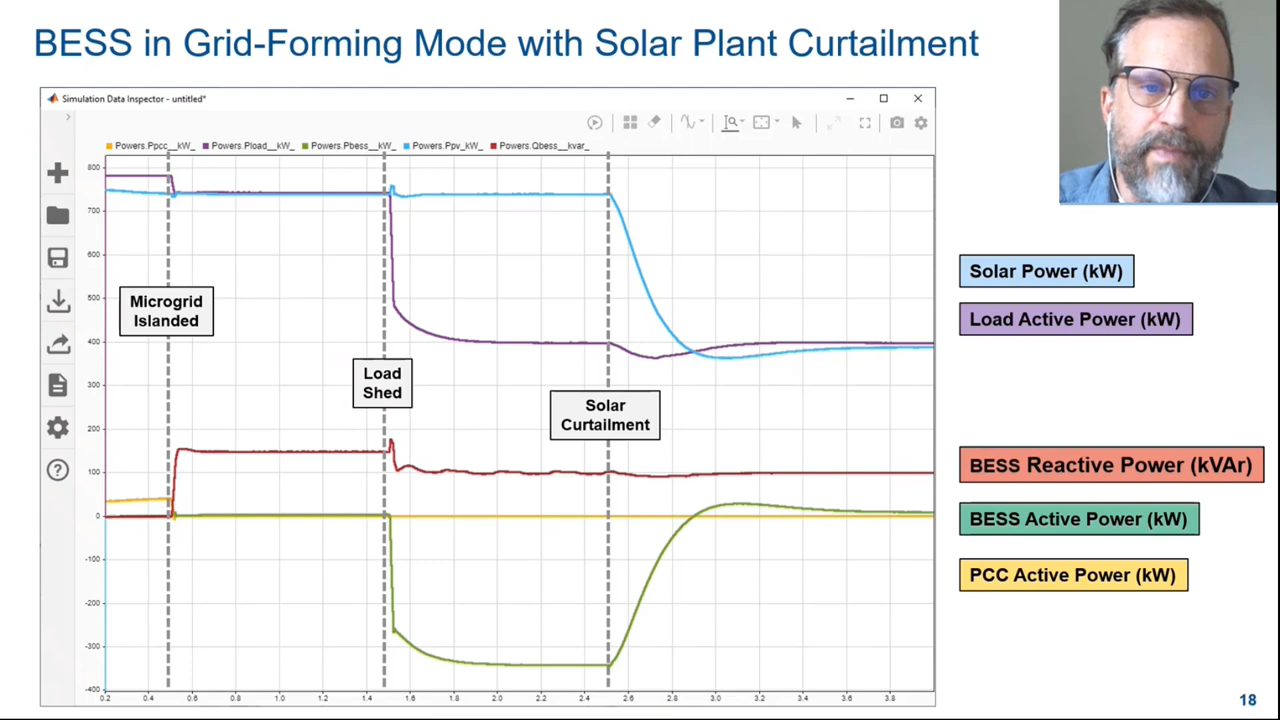 BESS in Grid-Forming Mode with Solar Plant Curtailment
Simulation Data Inspector - untitled*
Powers.Ppcc__kW_ Powers.Pload__kW_ Powers.Pbess__kW_ Powers.Ppv_kW_ Powers.Qbess__kvar_
800
700
600
500
400
300
200
100
0
-100
-200
-300
-400
0.2 0.4 0.6 0.8 1.0 1.2 1.4 1.6 1.8 2.0 2.2 2.4 2.6 2.8 3.0 3.2 3.4 3.6 3.8
Microgrid
Islanded
Load
Shed
Solar
Curtailment
Solar Power (kW)
Load Active Power (kW)
BESS Reactive Power (kVAr)
BESS Active Power (kW)
PCC Active Power (kW)
18